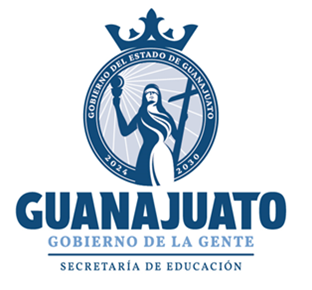 GOBIERNO DEL ESTADO DE GUANAJUATO
2024 2030
GUANAJUATO
GOBIERNO DE LA GENTE
SECRETARÍA DE EDUCACIÓN